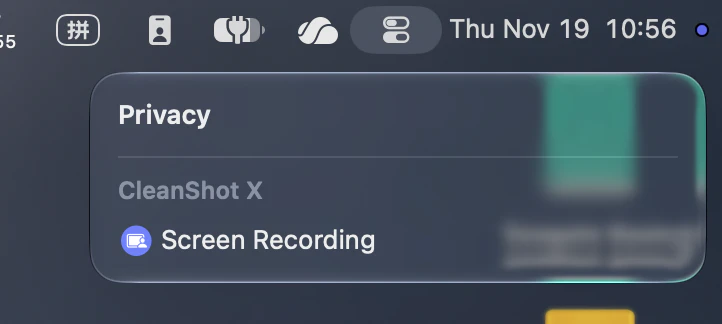 55
拼
Thu Nov 19 10:56
Privacy
CleanShot X
Screen Recording